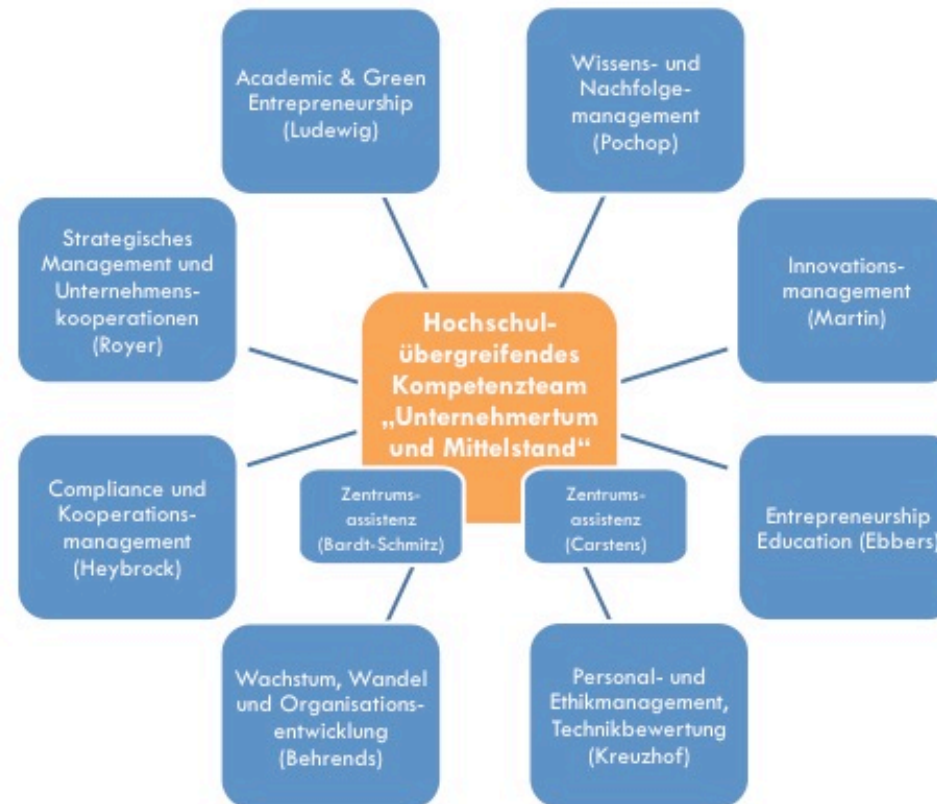 Academic & Green
Entrepreneurship
(Ludewig)
Wissens- und
Nachfolge-
management
(Pochop)
Strategisches
Management und
Unternehmens-
kooperationen
(Royer)
Innovations-
management
(Martin)
Hochschul-
übergreifendes
Kompetenzteam
„Unternehmertum
und Mittelstand“
Compliance und
Kooperations-
management
(Heybrock)
Zentrums-
assistenz
(Bardt-Schmitz)
Zentrums-
assistenz
(Carstens)
Entrepreneurship
Education (Ebbers)
Wachstum, Wandel
und Organisations-
entwicklung
(Behrends)
Personal- und
Ethikmanagement,
Technikbewertung
(Kreuzhof)